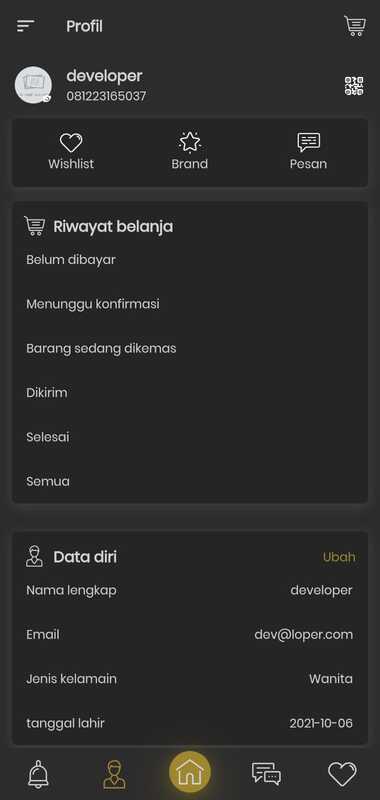 Profil
developer
081223165037
Wishlist
Brand
Pesan
Riwayat belanja
Belum dibayar
Menunggu konfirmasi
Barang sedang dikemas
Dikirim
Selesai
Semua
Data diri
Ubah
Nama lengkap developer
Email dev@loper.com
Jenis kelamain Wanita
tanggal lahir 2021-10-06